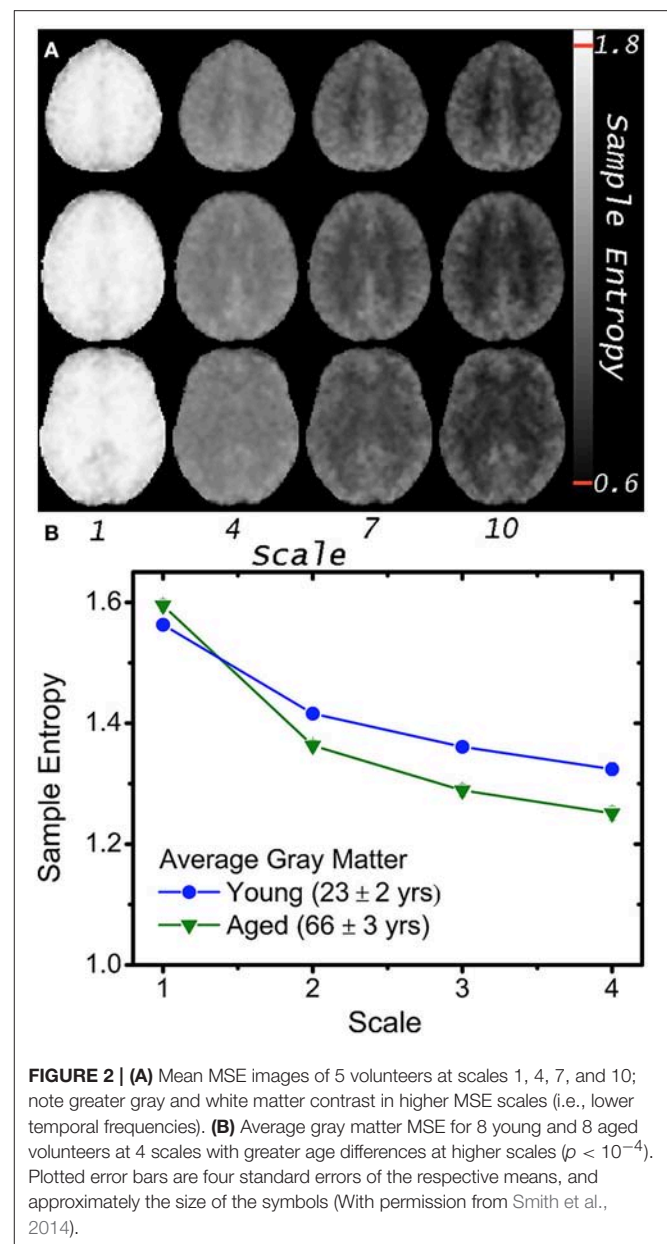 A
1.8
Sample Entropy
0.6
B
1 4 7 10
Scale
1.6
1.4
1.2
1.0
Sample Entropy
Average Gray Matter
Young (23 ± 2 yrs)
Aged (66 ± 3 yrs)
1 2 3 4
Scale
FIGURE 2 | (A) Mean MSE images of 5 volunteers at scales 1, 4, 7, and 10;
note greater gray and white matter contrast in higher MSE scales (i.e., lower
temporal frequencies). (B) Average gray matter MSE for 8 young and 8 aged
volunteers at 4 scales with greater age differences at higher scales (p < 10⁻⁴).
Plotted error bars are four standard errors of the respective means, and
approximately the size of the symbols (With permission from Smith et al.,
2014).